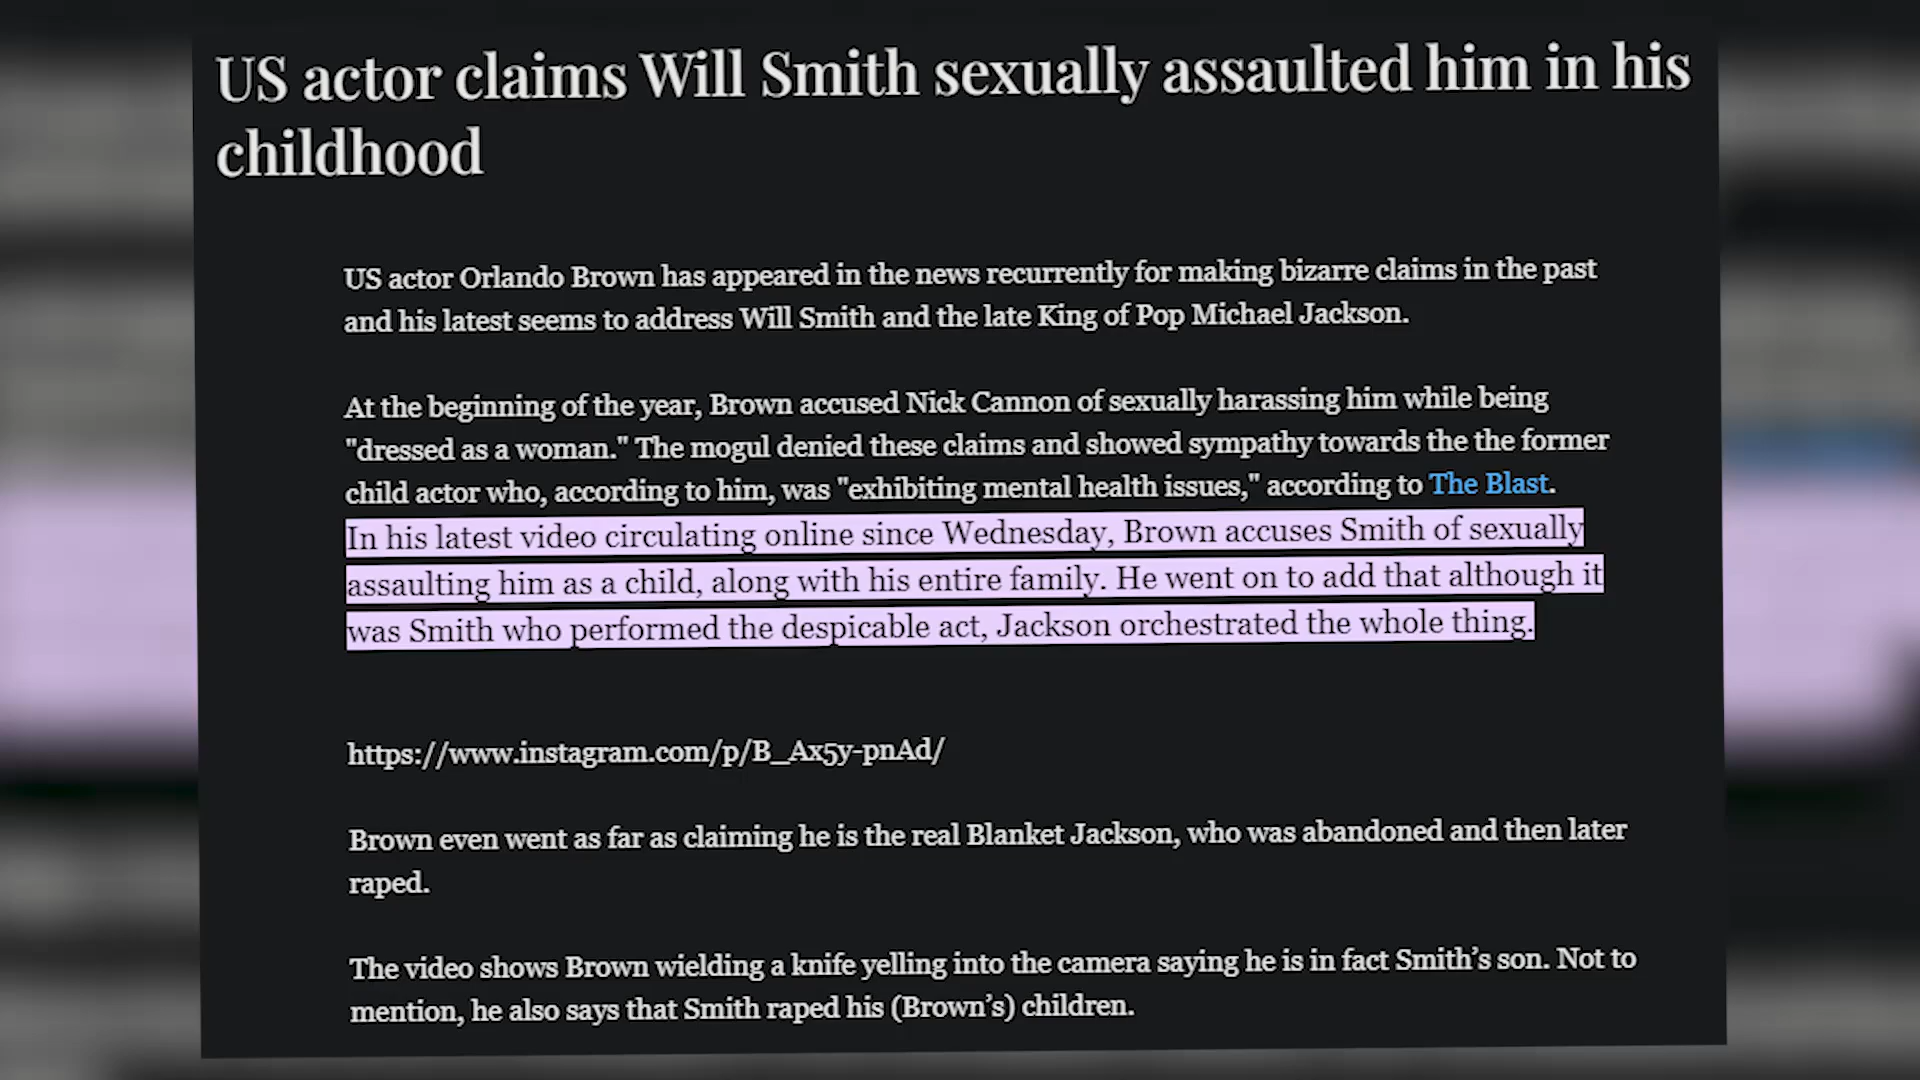 US actor claims Will Smith sexually assaulted him in his
childhood
US actor Orlando Brown has appeared in the news recurrently for making bizarre claims in the past
and his latest seems to address Will Smith and the late King of Pop Michael Jackson.
At the beginning of the year, Brown accused Nick Cannon of sexually harassing him while being
"dressed as a woman." The mogul denied these claims and showed sympathy towards the the former
child actor who, according to him, was "exhibiting mental health issues," according to The Blast.
In his latest video circulating online since Wednesday, Brown accuses Smith of sexually
assaulting him as a child, along with his entire family. He went on to add that although it
was Smith who performed the despicable act, Jackson orchestrated the whole thing.
https://www.instagram.com/p/B_Ax5y-pnAd/
Brown even went as far as claiming he is the real Blanket Jackson, who was abandoned and then later
raped.
The video shows Brown wielding a knife yelling into the camera saying he is in fact Smith’s son. Not to
mention, he also says that Smith raped his (Brown’s) children.